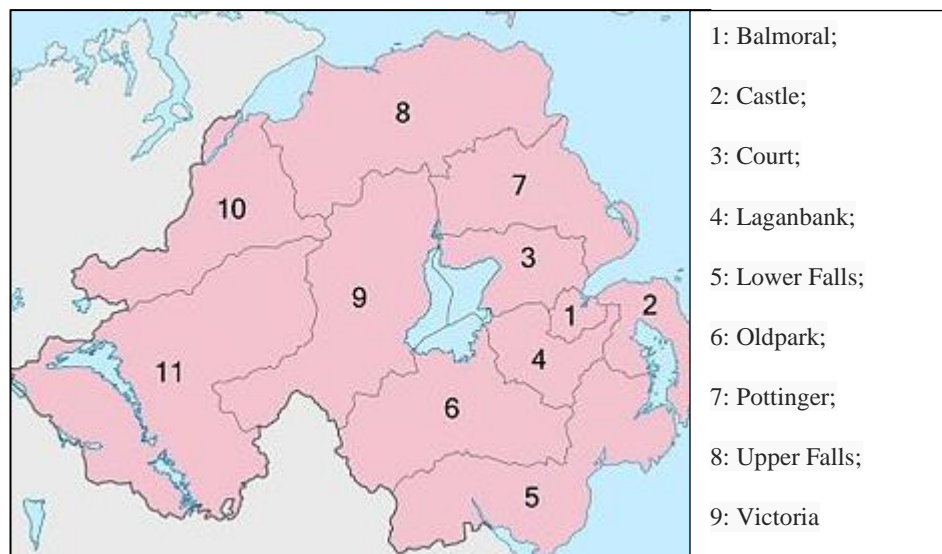 8
7
10
3
9
2
1
4
11
6
5
1: Balmoral;
2: Castle;
3: Court;
4: Laganbank;
5: Lower Falls;
6: Oldpark;
7: Pottinger;
8: Upper Falls;
9: Victoria